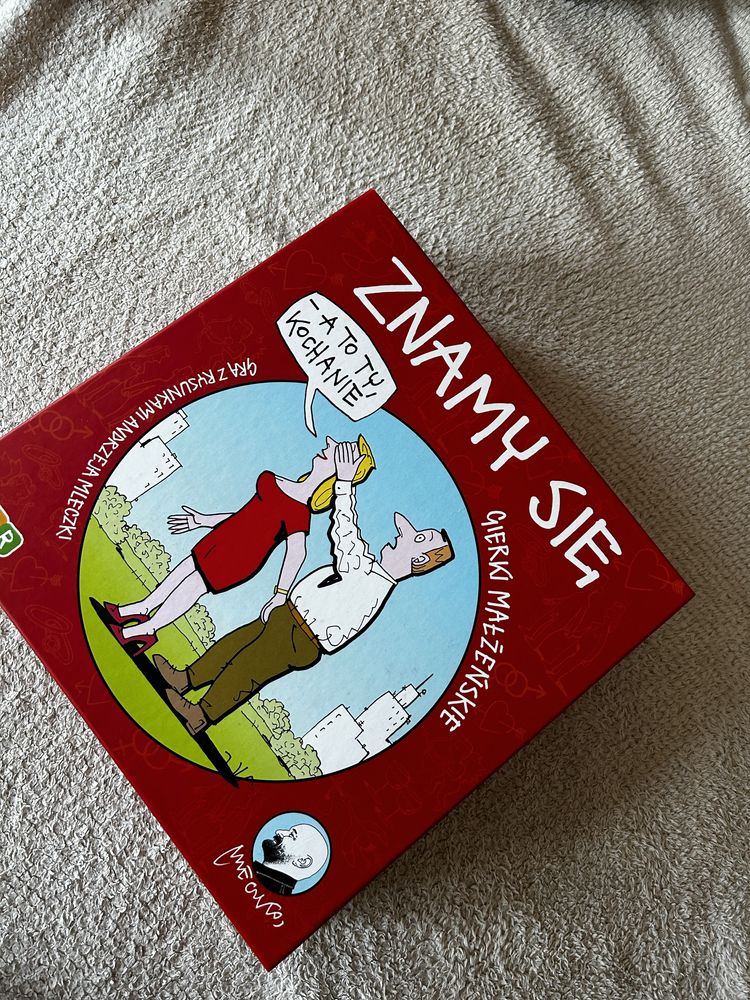 ZNAMY SIĘ
GIERKI MAŁŻEŃSKIE
- A TO TY,
KOCHANIE
GRA Z RYSUNKAMI ANDRZEJA MLECZKI
R